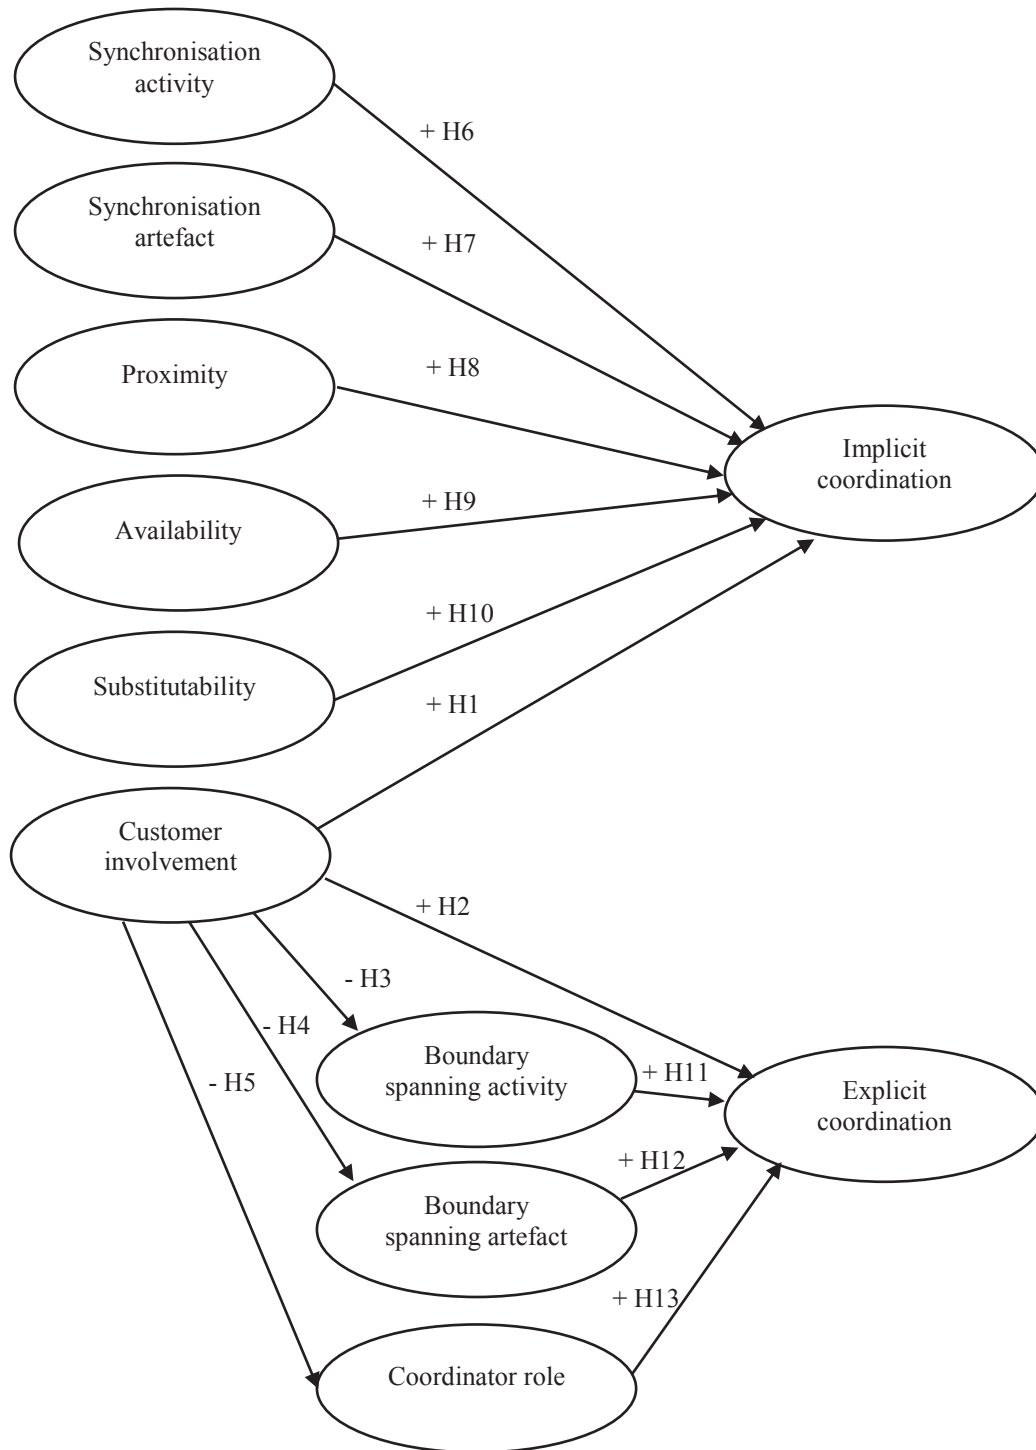 Synchronisation
activity
+ H6
Synchronisation
artefact
+ H7
Proximity
+ H8
Implicit
coordination
Availability
+ H9
Substitutability
+ H10
+ H1
Customer
involvement
+ H2
- H3
- H4
- H5
Boundary
spanning activity
+ H11
Explicit
coordination
+ H12
Boundary
spanning artefact
+ H13
Coordinator role